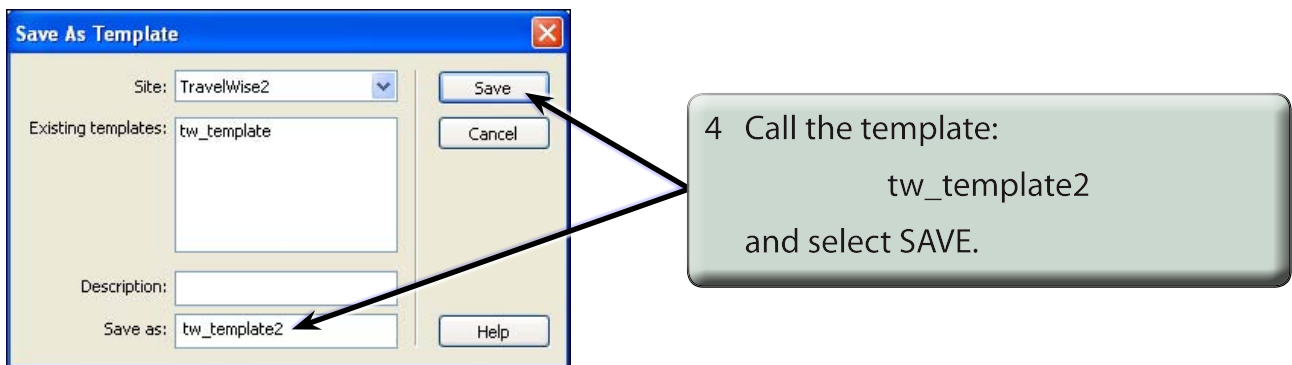 Save As Template
Site: TravelWise2
Save
Existing templates: tw_template
Cancel
Description:
Save as: tw_template2
Help
4 Call the template:
tw_template2
and select SAVE.